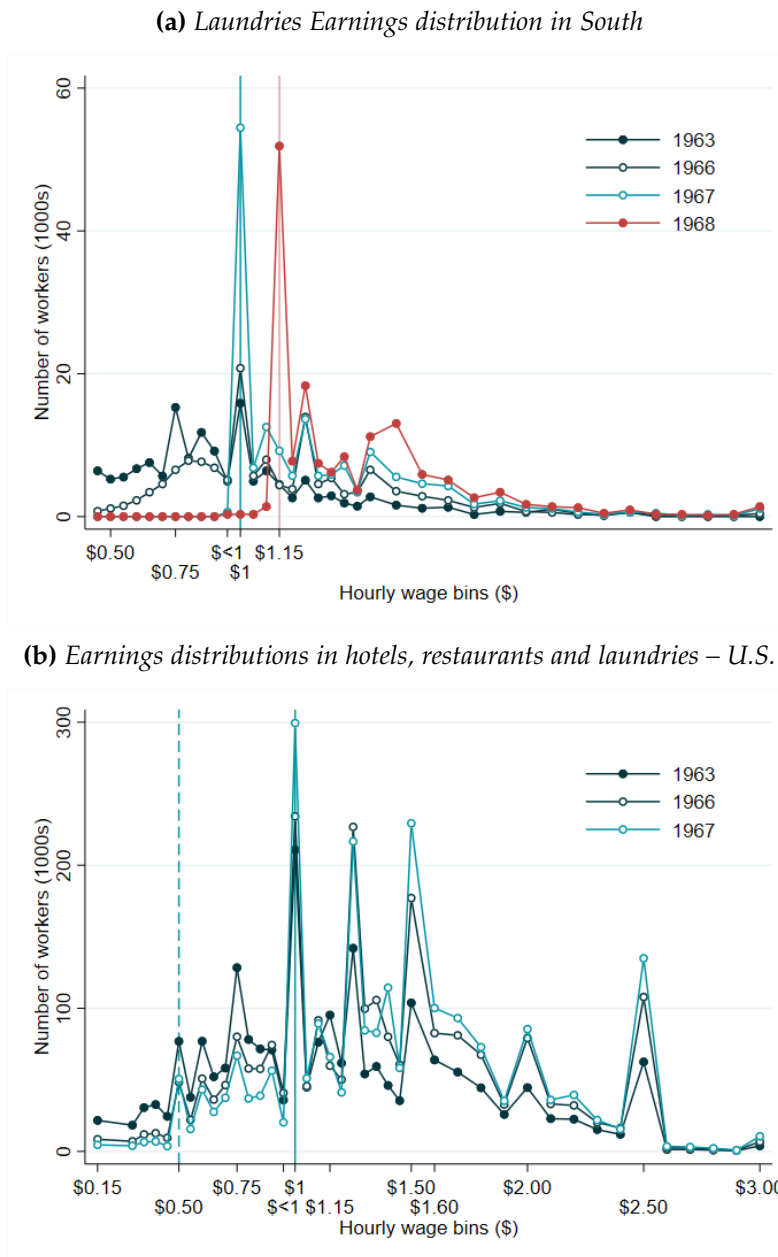 (a) Laundries Earnings distribution in South
60
40
20
0
Number of workers (1000s)
1963
1966
1967
1968
$0.50 $<1 $1.15
$0.75 $1
Hourly wage bins ($)
(b) Earnings distributions in hotels, restaurants and laundries – U.S.
300
200
100
0
Number of workers (1000s)
1963
1966
1967
$0.15 $0.75 $1 $1.50 $2.00 $3.00
$0.50 $<1 $1.15 $1.60 $2.50
Hourly wage bins ($)